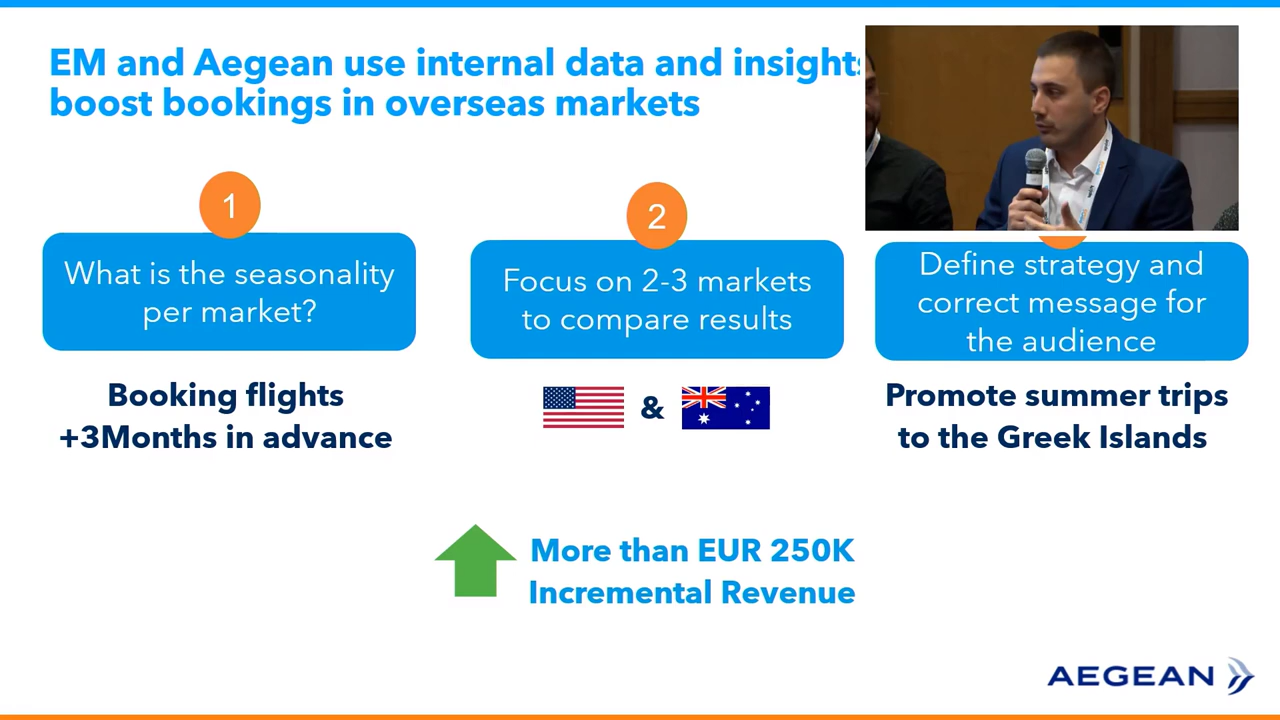 EM and Aegean use internal data and insights
boost bookings in overseas markets
1
What is the seasonality
per market?
Booking flights
+3Months in advance
2
Focus on 2-3 markets
to compare results
&
Define strategy and
correct message for
the audience
Promote summer trips
to the Greek Islands
More than EUR 250K
Incremental Revenue
AEGEAN